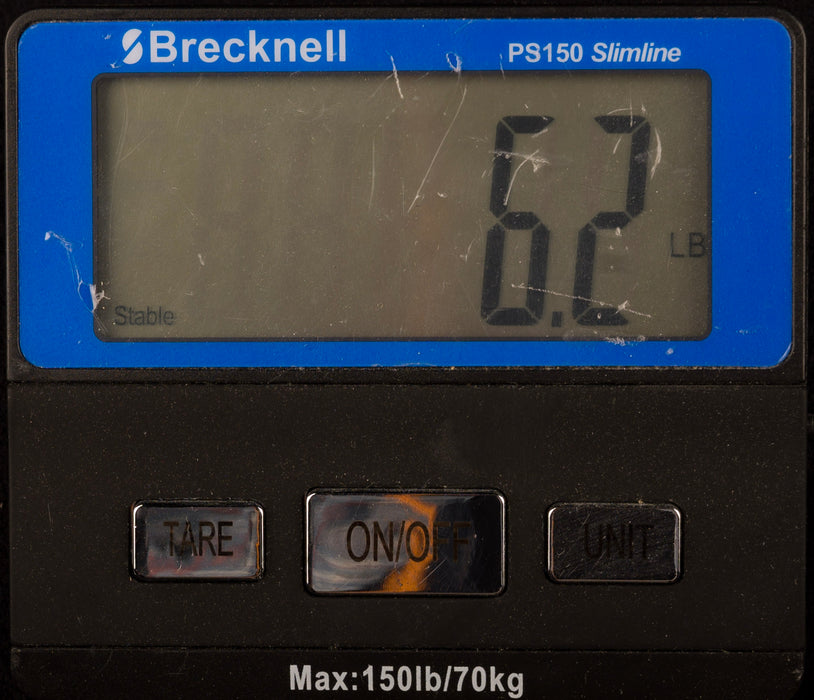 Brecknell PS150 Slimline
6.2 LB
Stable
TARE ON/OFF UNIT
Max:150lb/70kg